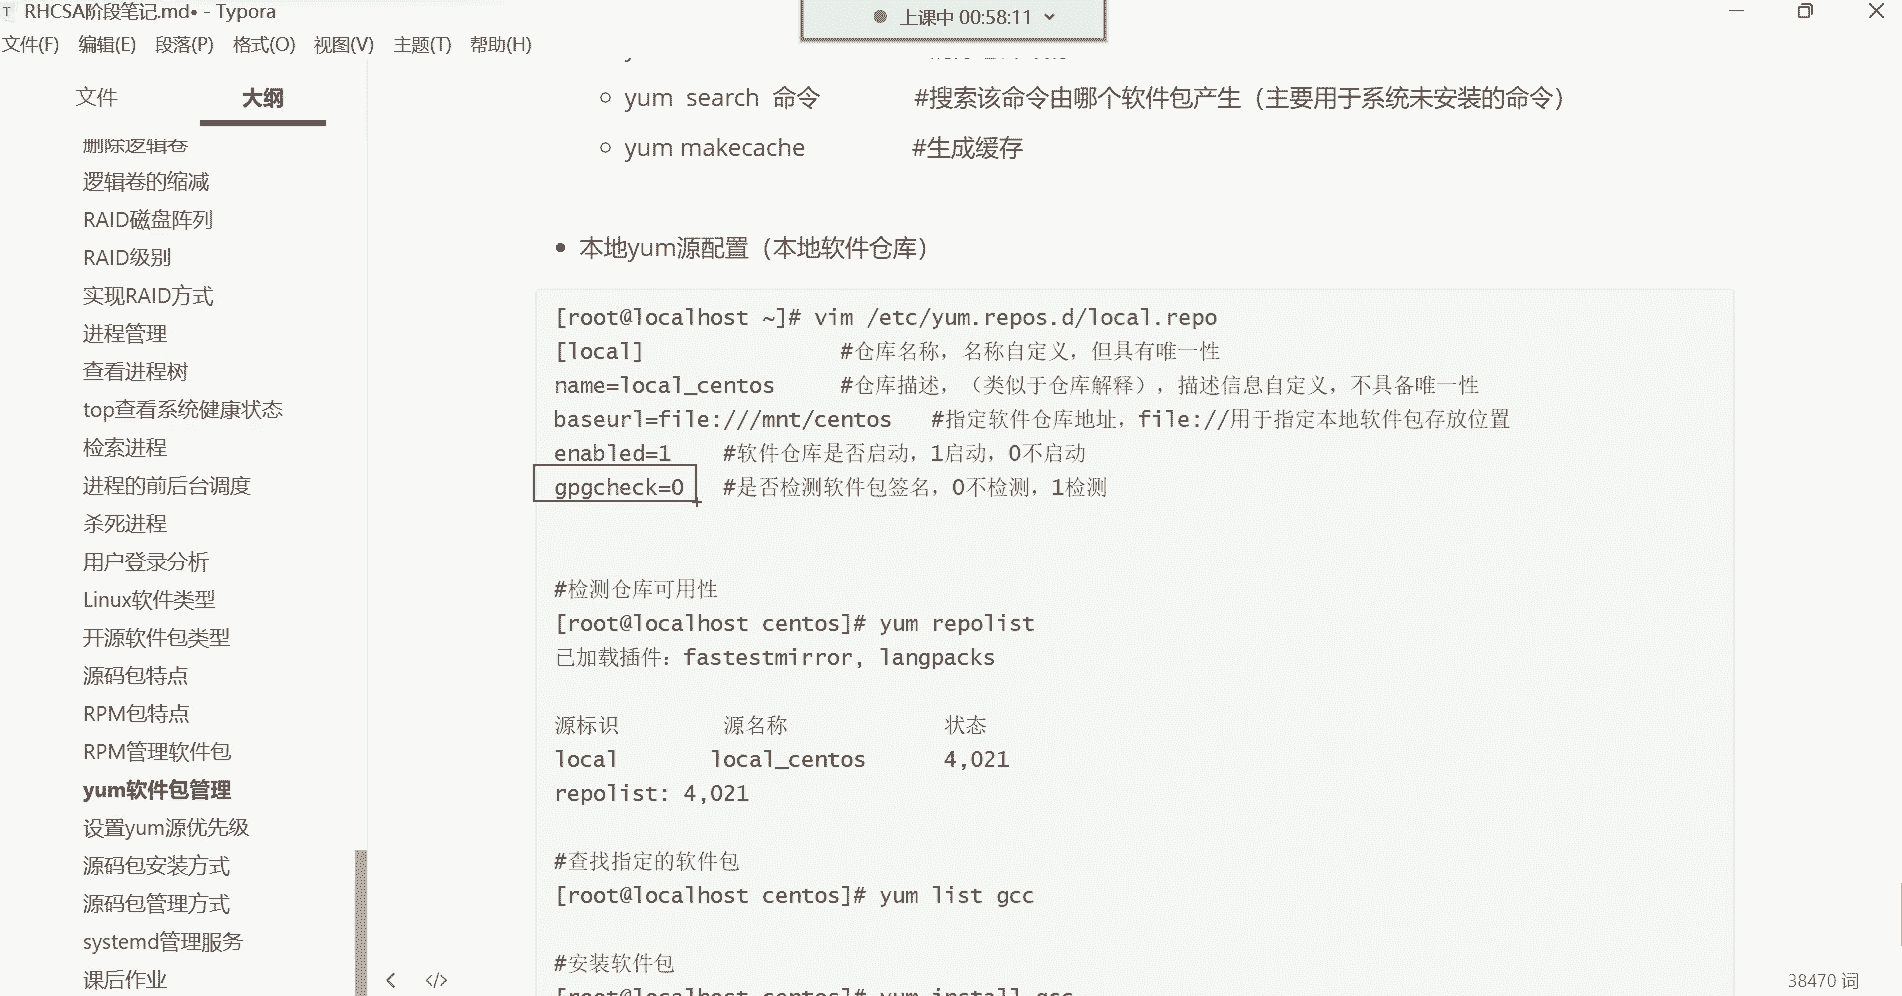 RHCSA阶段笔记.md• - Typora
上课中 00:58:11
文件(F) 编辑(E) 段落(P) 格式(O) 视图(V) 主题(T) 帮助(H)
文件 大纲
删除逻辑卷
逻辑卷的缩减
RAID磁盘阵列
RAID级别
实现RAID方式
进程管理
查看进程树
top查看系统健康状态
检索进程
进程的前后台调度
杀死进程
用户登录分析
Linux软件类型
开源软件包类型
源码包特点
RPM包特点
RPM管理软件包
yum软件包管理
设置yum源优先级
源码包安装方式
源码包管理方式
systemd管理服务
课后作业
yum search 命令 #搜索该命令由哪个软件包产生（主要用于系统未安装的命令）
yum makecache #生成缓存
本地yum源配置（本地软件仓库）
[root@localhost ~]# vim /etc/yum.repos.d/local.repo
[local] #仓库名称，名称自定义，但具有唯一性
name=local_centos #仓库描述，（类似于仓库解释），描述信息自定义，不具备唯一性
baseurl=file:///mnt/centos #指定软件仓库地址，file://用于指定本地软件包存放位置
enabled=1 #软件仓库是否启动，1启动，0不启动
gpgcheck=0 #是否检测软件包签名，0不检测，1检测
#检测仓库可用性
[root@localhost centos]# yum repolist
已加载插件：fastestmirror, langpacks
源标识 源名称 状态
local local_centos 4,021
repolist: 4,021
#查找指定的软件包
[root@localhost centos]# yum list gcc
#安装软件包
[root@localhost centos]# yum install gcc
38470 词